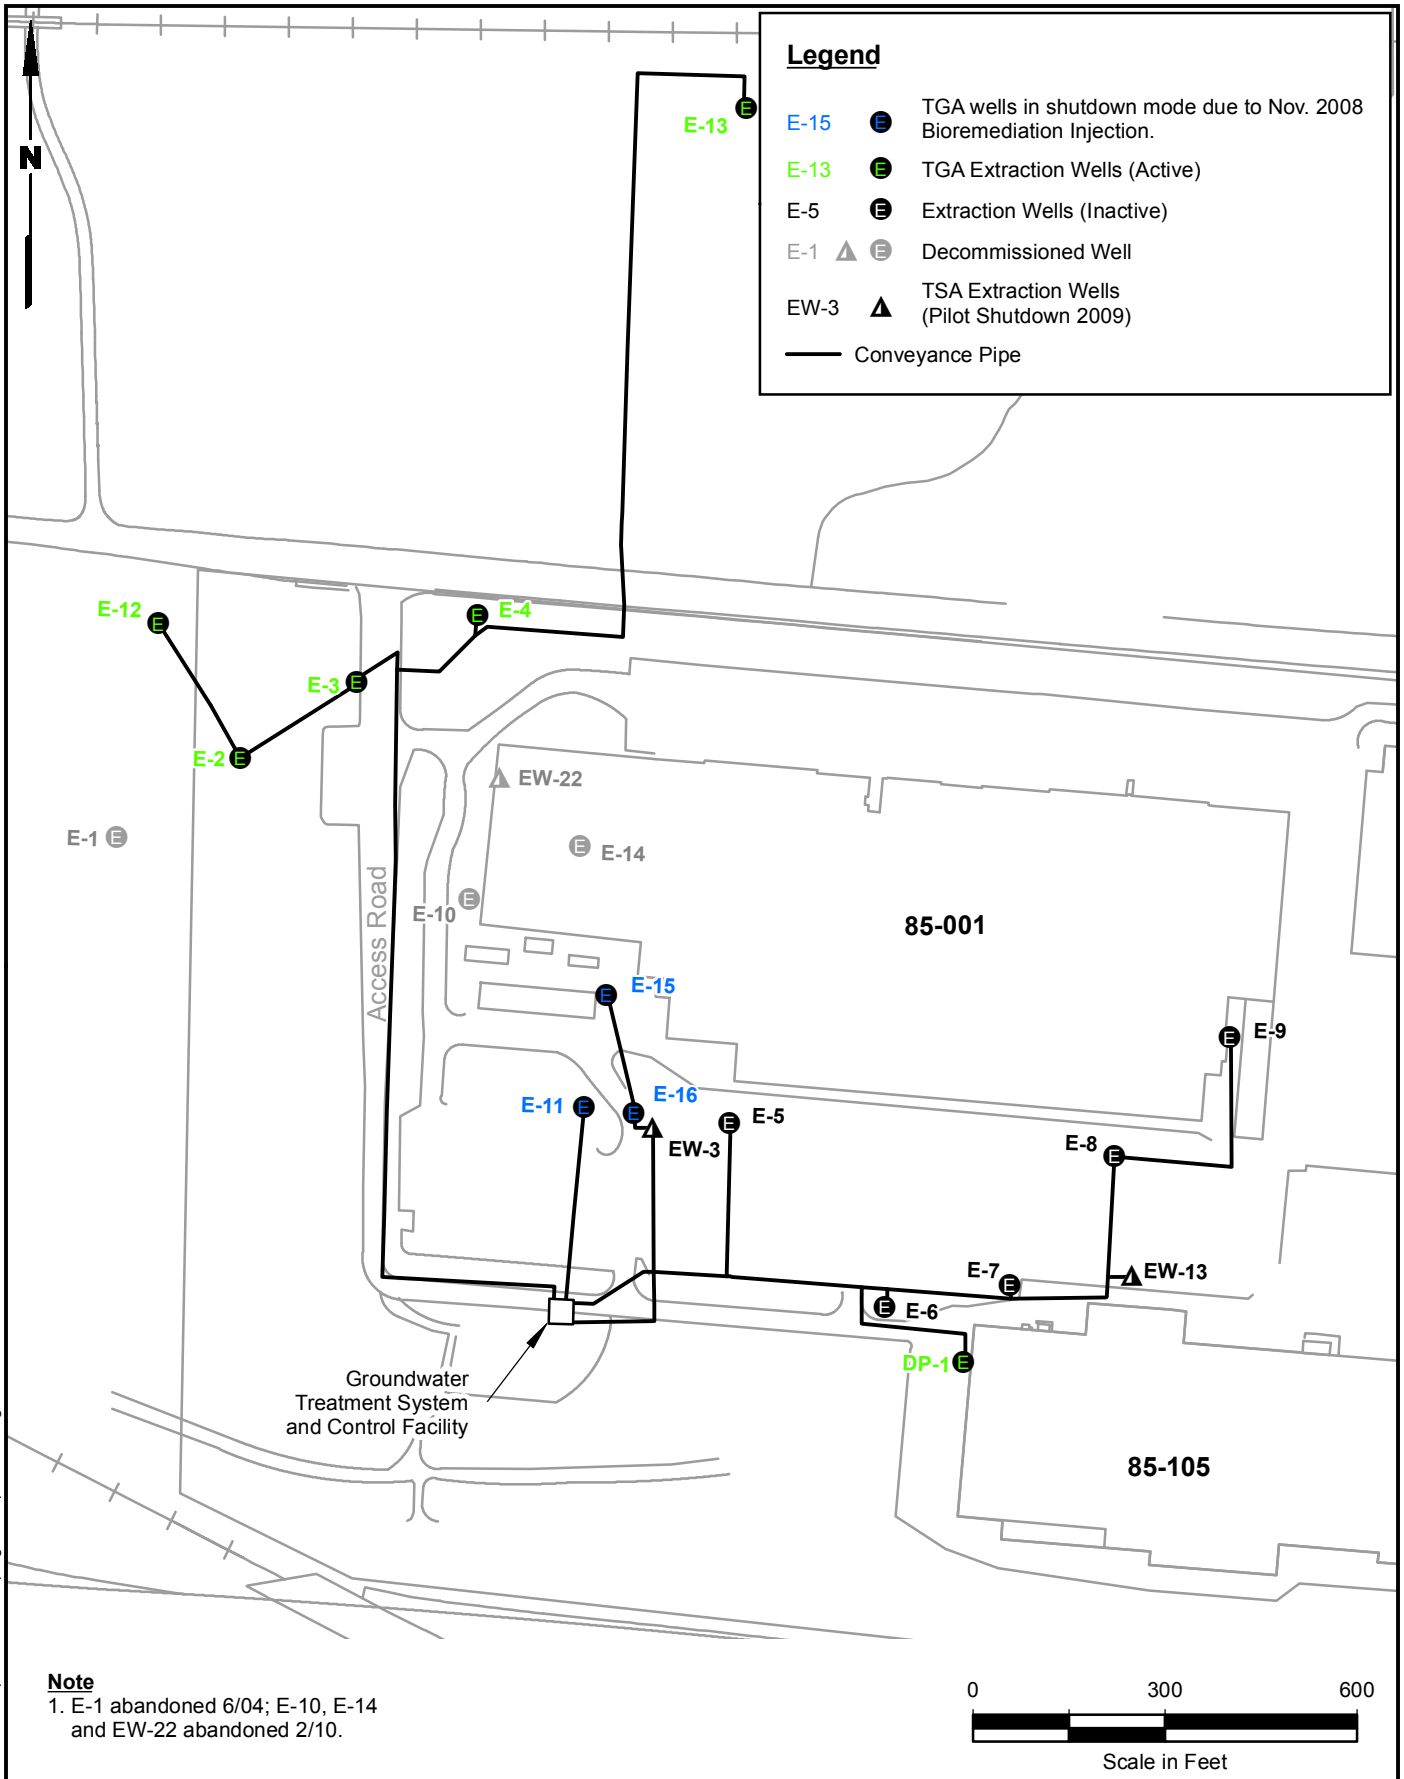 Legend
E-15 E TGA wells in shutdown mode due to Nov. 2008
Bioremediation Injection.
E-13 E TGA Extraction Wells (Active)
E-5 E Extraction Wells (Inactive)
E-1 E Decommissioned Well
EW-3 TSA Extraction Wells
(Pilot Shutdown 2009)
Conveyance Pipe
N
E-13 E
E-12 E
E E-4
E-3 E
E-2 E
EW-22
E-1 E
E E-14
E-10 E
Access Road
85-001
E E-15
E E-9
E-11 E
E E-16
E E-5
EW-3
E-8 E
E-7 E
EW-13
E E-6
DP-1 E
Groundwater
Treatment System
and Control Facility
85-105
Note
1. E-1 abandoned 6/04; E-10, E-14
and EW-22 abandoned 2/10.
0 300 600
Scale in Feet